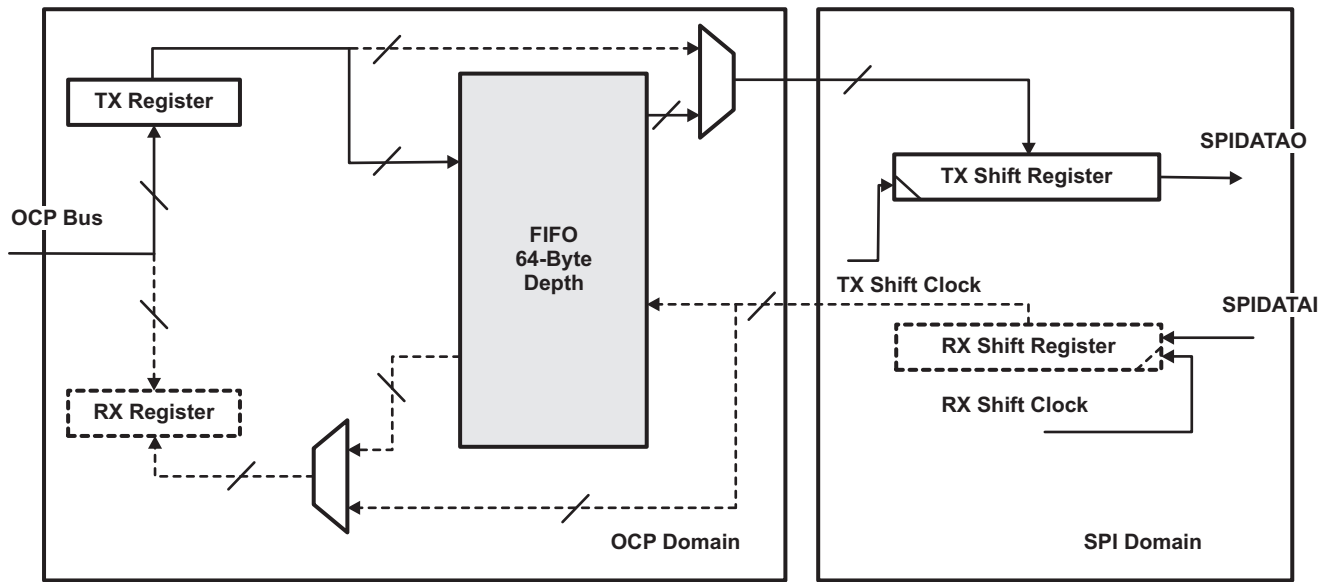 TX Register
SPIDATAO
TX Shift Register
OCP Bus
FIFO
64-Byte
Depth
TX Shift Clock
SPIDATAI
RX Shift Register
RX Register
RX Shift Clock
OCP Domain
SPI Domain